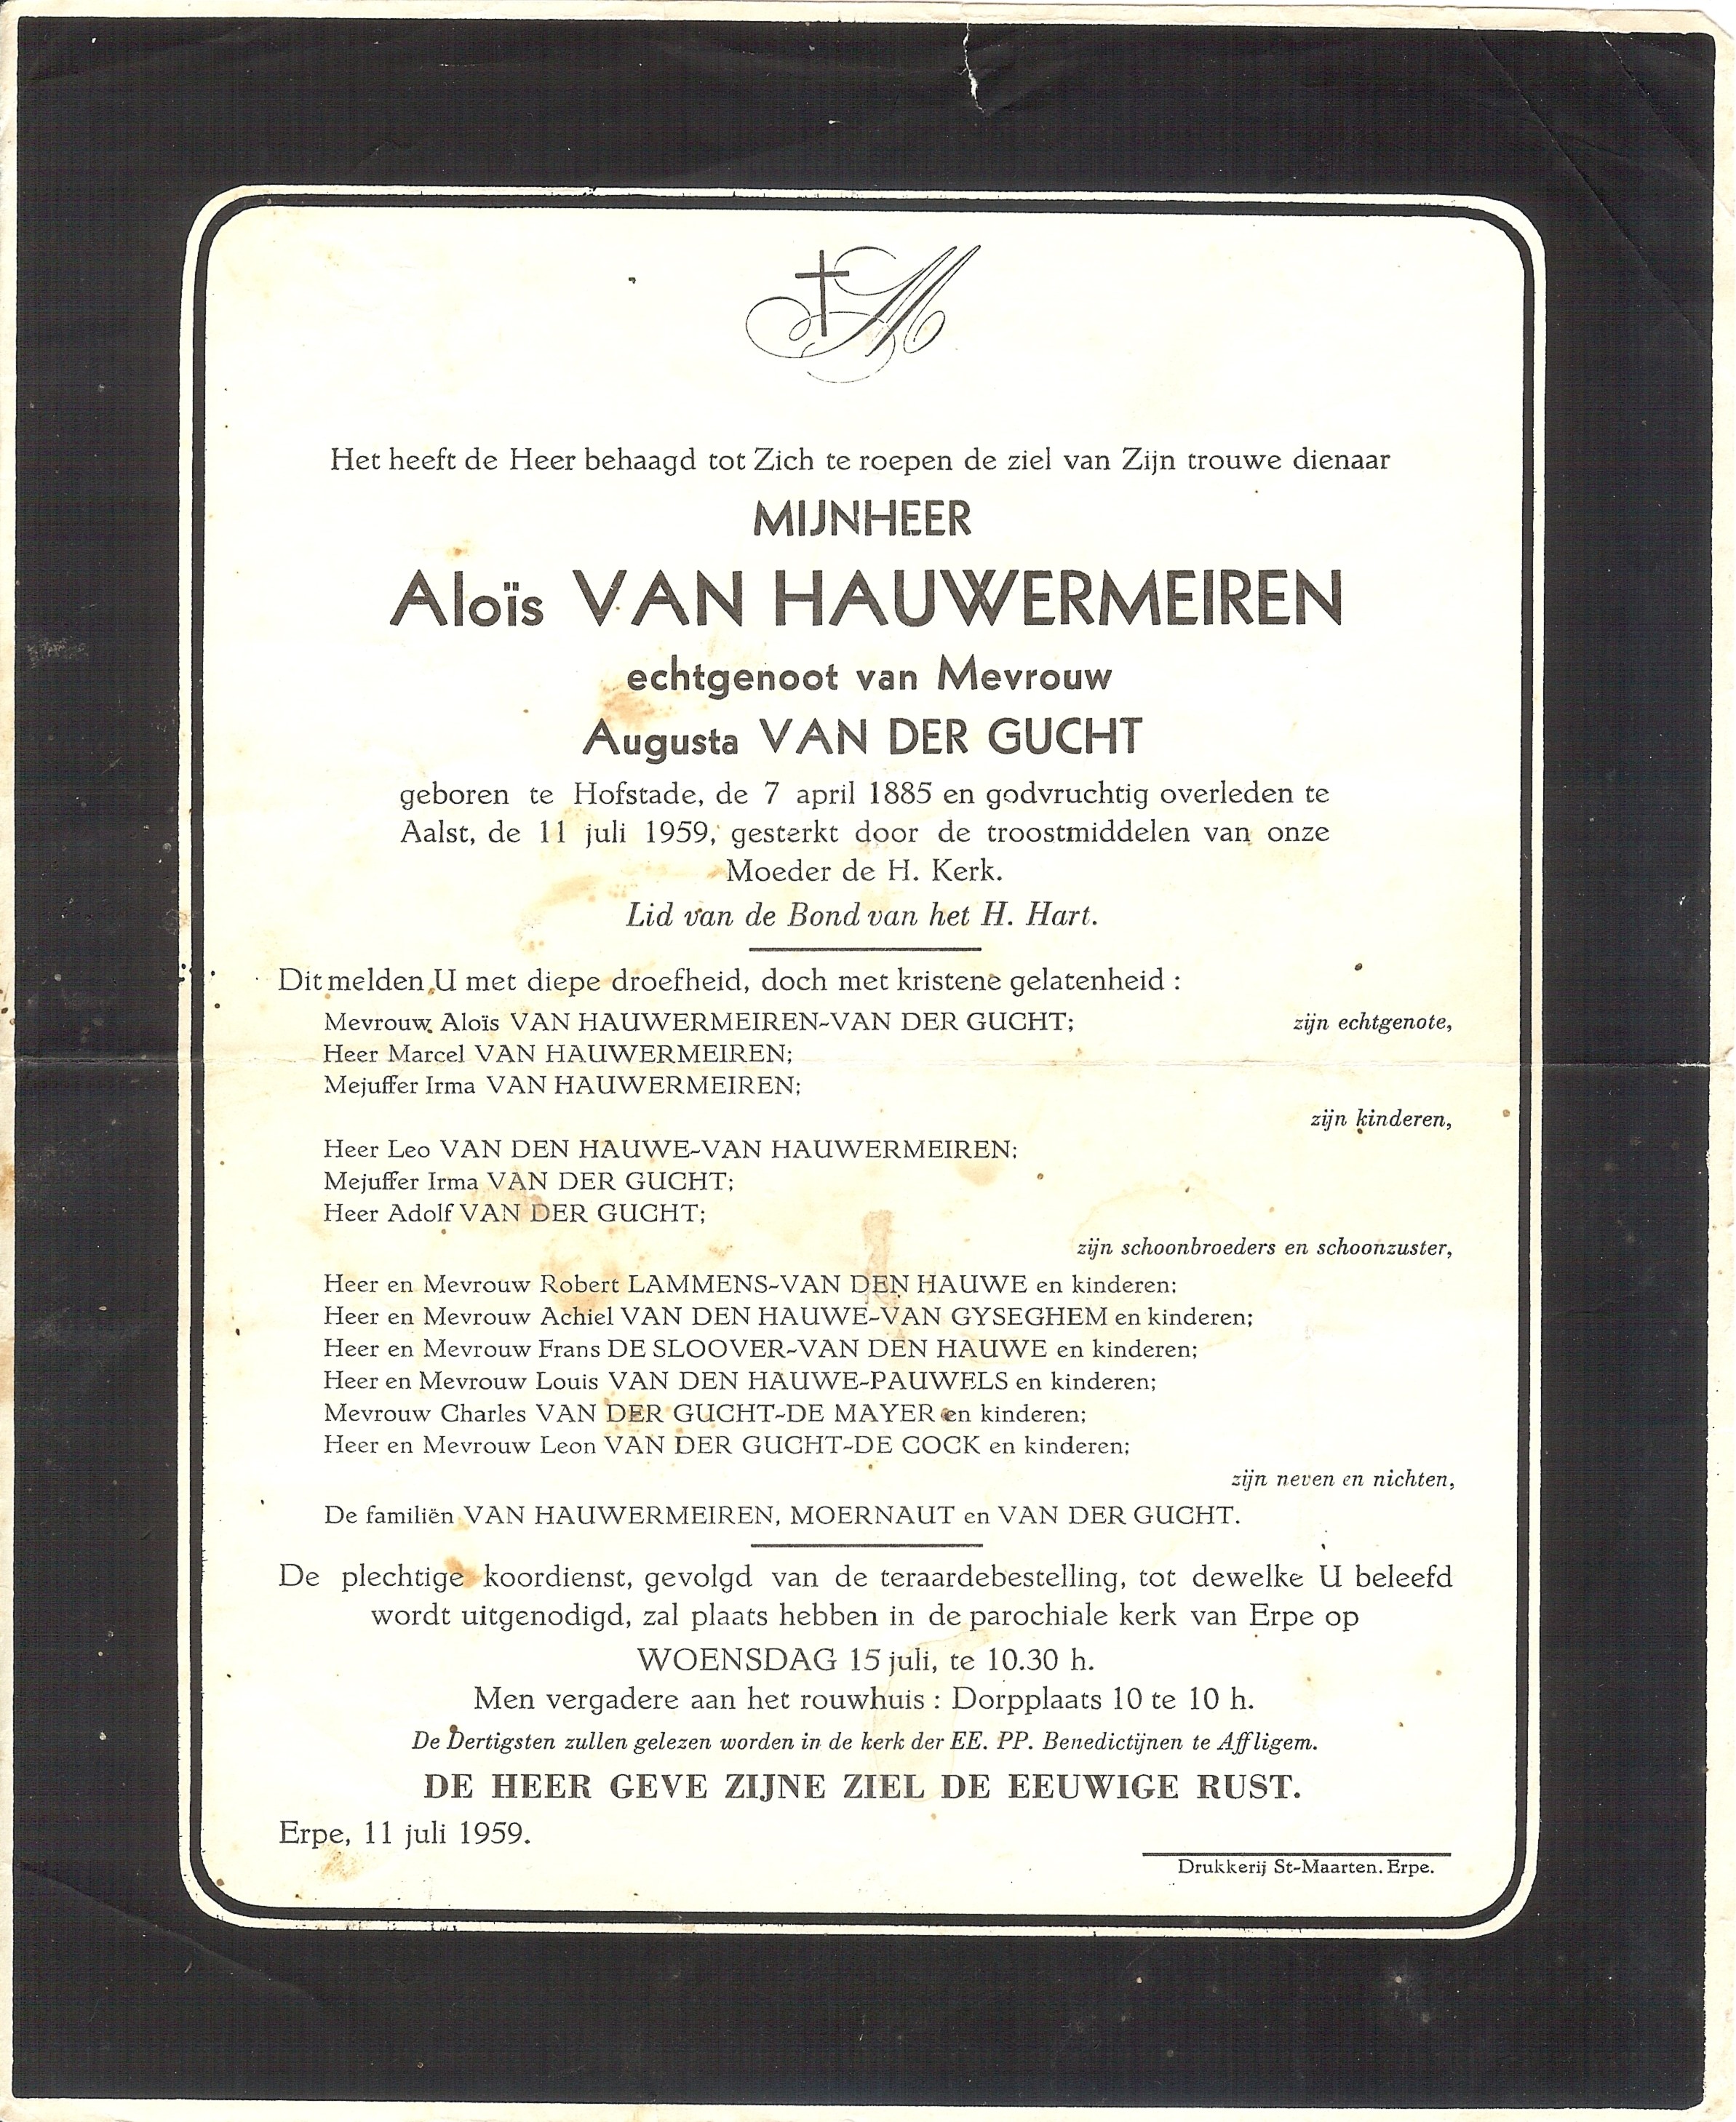 M
Het heeft de Heer behaagd tot Zich te roepen de ziel van Zijn trouwe dienaar
MIJNHEER
Aloïs VAN HAUWERMEIREN
echtgenoot van Mevrouw
Augusta VAN DER GUCHT
geboren te Hofstade, de 7 april 1885 en godvruchtig overleden te
Aalst, de 11 juli 1959, gesterkt door de troostmiddelen van onze
Moeder de H. Kerk.
Lid van de Bond van het H. Hart.
Dit melden U met diepe droefheid, doch met kristene gelatenheid :
Mevrouw Aloïs VAN HAUWERMEIREN-VAN DER GUCHT; zijn echtgenote,
Heer Marcel VAN HAUWERMEIREN;
Mejuffer Irma VAN HAUWERMEIREN;
zijn kinderen,
Heer Leo VAN DEN HAUWE-VAN HAUWERMEIREN;
Mejuffer Irma VAN DER GUCHT;
Heer Adolf VAN DER GUCHT;
zijn schoonbroeders en schoonzuster,
Heer en Mevrouw Robert LAMMENS-VAN DEN HAUWE en kinderen;
Heer en Mevrouw Achiel VAN DEN HAUWE-VAN GYSEGHEM en kinderen;
Heer en Mevrouw Frans DE SLOOVER-VAN DEN HAUWE en kinderen;
Heer en Mevrouw Louis VAN DEN HAUWE-PAUWELS en kinderen;
Mevrouw Charles VAN DER GUCHT-DE MAYER en kinderen;
Heer en Mevrouw Leon VAN DER GUCHT-DE COCK en kinderen;
zijn neven en nichten,
De familiën VAN HAUWERMEIREN, MOERNAUT en VAN DER GUCHT.
De plechtige koordienst, gevolgd van de teraardebestelling, tot dewelke U beleefd
wordt uitgenodigd, zal plaats hebben in de parochiale kerk van Erpe op
WOENSDAG 15 juli, te 10.30 h.
Men vergadere aan het rouwhuis : Dorpplaats 10 te 10 h.
De Dertigsten zullen gelezen worden in de kerk der EE. PP. Benedictijnen te Affligem.
DE HEER GEVE ZIJNE ZIEL DE EEUWIGE RUST.
Erpe, 11 juli 1959.
Drukkerij St-Maarten. Erpe.